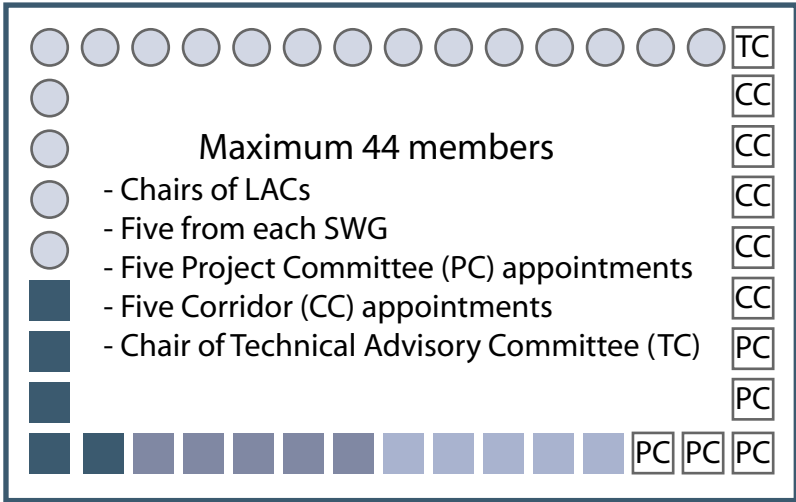 TC
CC
Maximum 44 members
CC
- Chairs of LACs
CC
- Five from each SWG
- Five Project Committee (PC) appointments
CC
- Five Corridor (CC) appointments
CC
- Chair of Technical Advisory Committee (TC)
PC
PC
PC PC PC